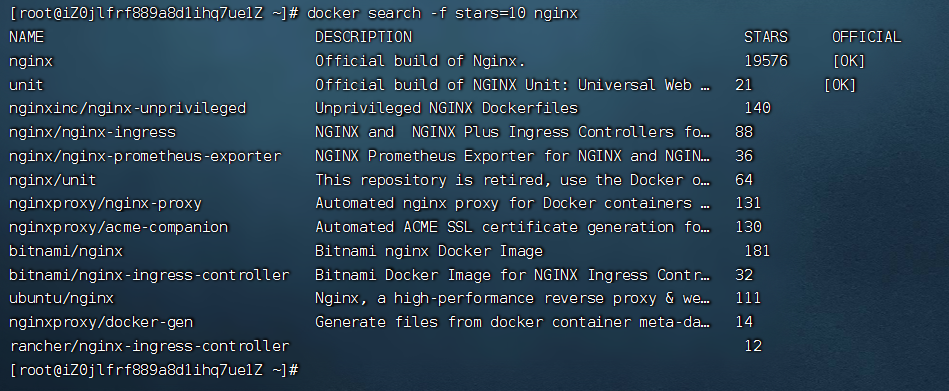 [root@iZ0jlfrf889a8d1ihq7ue1Z ~]# docker search -f stars=10 nginx
NAME DESCRIPTION STARS OFFICIAL
nginx Official build of Nginx. 19576 [OK]
unit Official build of NGINX Unit: Universal Web … 21 [OK]
nginxinc/nginx-unprivileged Unprivileged NGINX Dockerfiles 140
nginx/nginx-ingress NGINX and  NGINX Plus Ingress Controllers fo… 88
nginx/nginx-prometheus-exporter NGINX Prometheus Exporter for NGINX and NGIN… 36
nginx/unit This repository is retired, use the Docker o… 64
nginxproxy/nginx-proxy Automated nginx proxy for Docker containers … 131
nginxproxy/acme-companion Automated ACME SSL certificate generation fo… 130
bitnami/nginx Bitnami nginx Docker Image 181
bitnami/nginx-ingress-controller Bitnami Docker Image for NGINX Ingress Contr… 32
ubuntu/nginx Nginx, a high-performance reverse proxy & we… 111
nginxproxy/docker-gen Generate files from docker container meta-da… 14
rancher/nginx-ingress-controller 12
[root@iZ0jlfrf889a8d1ihq7ue1Z ~]#